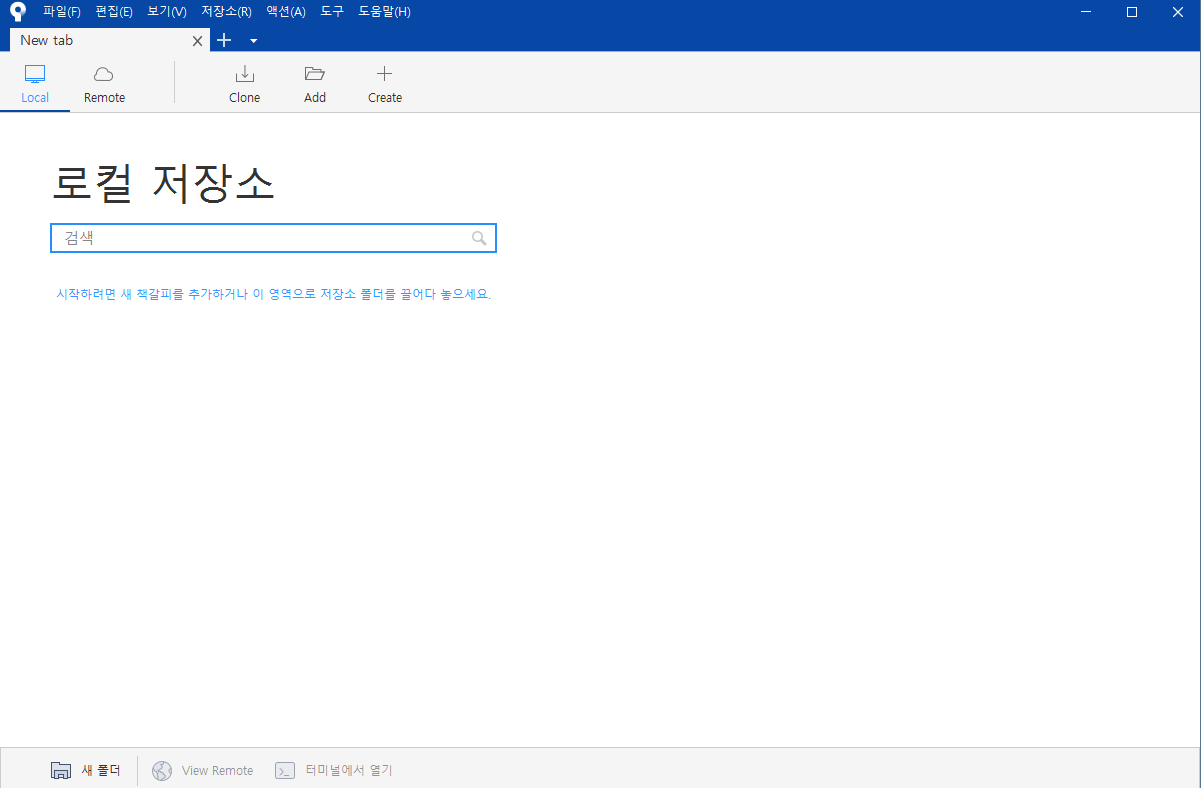 파일(F) 편집(E) 보기(V) 저장소(R) 액션(A) 도구 도움말(H)
New tab
Local Remote Clone Add Create
로컬 저장소
검색
시작하려면 새 책갈피를 추가하거나 이 영역으로 저장소 폴더를 끌어다 놓으세요.
새 폴더 View Remote 터미널에서 열기